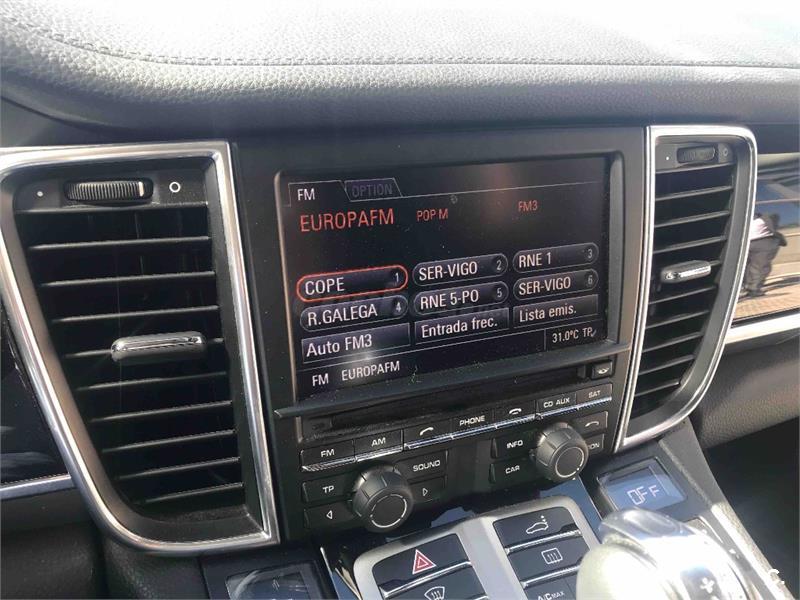 FM OPTION
EUROPAFM POP M FM3
COPE 1 SER-VIGO 2 RNE 1 3
R.GALEGA 4 RNE 5-PO 5 SER-VIGO 6
Auto FM3 Entrada frec. Lista emis.
FM EUROPAFM 31.0°C TP
FM AM PHONE CD AUX SAT
TP SOUND INFO
CAR
OFF
A/C MAX